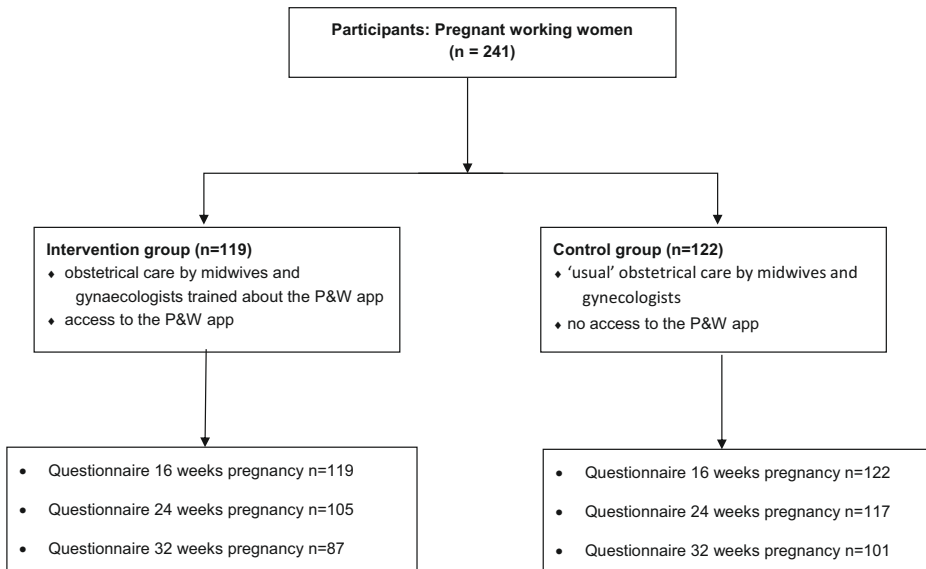 Participants: Pregnant working women
(n = 241)
Intervention group (n=119)
♦ obstetrical care by midwives and
gynaecologists trained about the P&W app
♦ access to the P&W app
Control group (n=122)
♦ ‘usual’ obstetrical care by midwives and
gynecologists
♦ no access to the P&W app
• Questionnaire 16 weeks pregnancy n=119
• Questionnaire 24 weeks pregnancy n=105
• Questionnaire 32 weeks pregnancy n=87
• Questionnaire 16 weeks pregnancy n=122
• Questionnaire 24 weeks pregnancy n=117
• Questionnaire 32 weeks pregnancy n=101